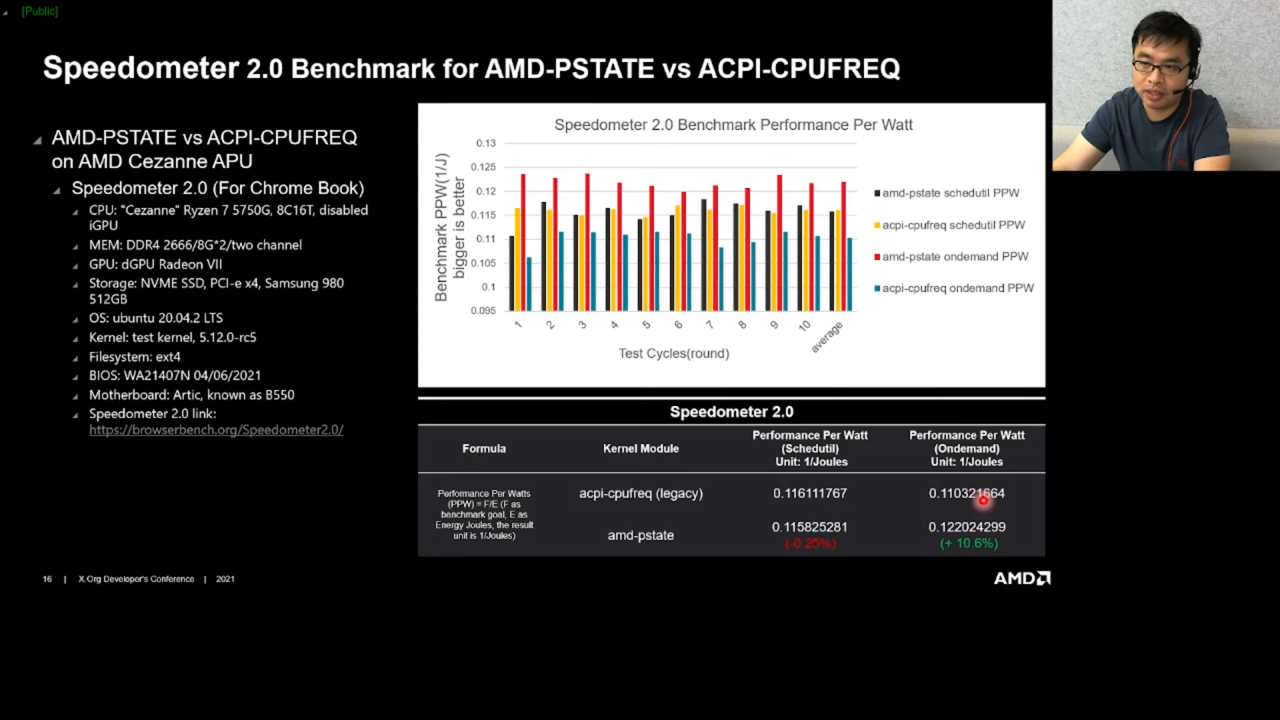 [Public]
Speedometer 2.0 Benchmark for AMD-PSTATE vs ACPI-CPUFREQ
AMD-PSTATE vs ACPI-CPUFREQ
on AMD Cezanne APU
Speedometer 2.0 (For Chrome Book)
CPU: "Cezanne" Ryzen 7 5750G, 8C16T, disabled
iGPU
MEM: DDR4 2666/8G*2/two channel
GPU: dGPU Radeon VII
Storage: NVME SSD, PCI-e x4, Samsung 980
512GB
OS: ubuntu 20.04.2 LTS
Kernel: test kernel, 5.12.0-rc5
Filesystem: ext4
BIOS: WA21407N 04/06/2021
Motherboard: Artic, known as B550
Speedometer 2.0 link:
https://browserbench.org/Speedometer2.0/
Speedometer 2.0 Benchmark Performance Per Watt
Benchmark PPW(1/J)
bigger is better
0.13
0.125
0.12
0.115
0.11
0.105
0.1
0.095
1 2 3 4 5 6 7 8 9 10 average
Test Cycles(round)
amd-pstate schedutil PPW
acpi-cpufreq schedutil PPW
amd-pstate ondemand PPW
acpi-cpufreq ondemand PPW
Speedometer 2.0
Formula
Kernel Module
Performance Per Watt
(Schedutil)
Unit: 1/Joules
Performance Per Watt
(Ondemand)
Unit: 1/Joules
Performance Per Watts
(PPW) = F/E (F as
benchmark goal, E as
Energy Joules, the result
unit is 1/Joules)
acpi-cpufreq (legacy)
0.116111767
0.110321664
amd-pstate
0.115825281
(-0.25%)
0.122024299
(+ 10.6%)
16 | X.Org Developer's Conference | 2021
AMD